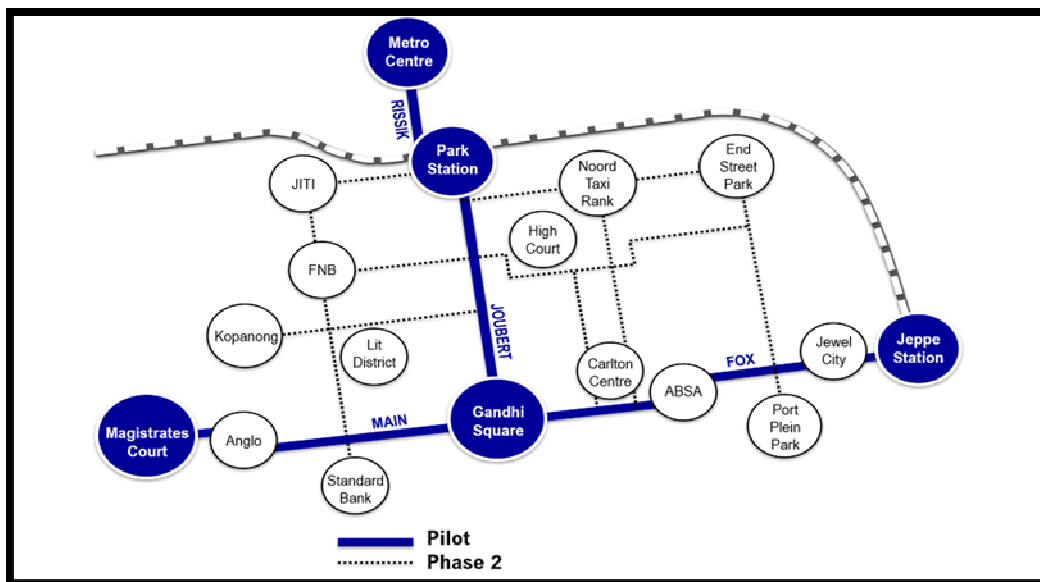 Metro
Centre
RISSIK
Park
Station
JITI
Noord
Taxi
Rank
End
Street
Park
High
Court
FNB
JOUBERT
Kopanong
Lit
District
Carlton
Centre
ABSA
FOX
Jewel
City
Jeppe
Station
Magistrates
Court
Anglo
MAIN
Gandhi
Square
Port
Plein
Park
Standard
Bank
Pilot
Phase 2